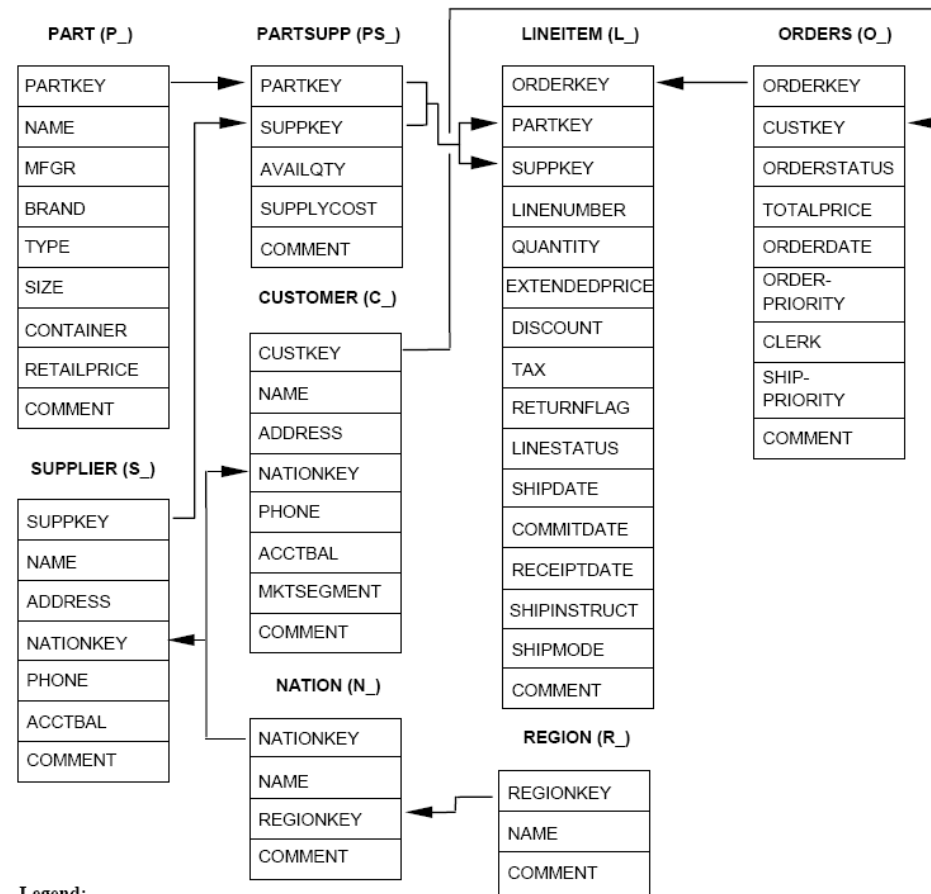 PART (P_)
PARTKEY
NAME
MFGR
BRAND
TYPE
SIZE
CONTAINER
RETAILPRICE
COMMENT
SUPPLIER (S_)
SUPPKEY
NAME
ADDRESS
NATIONKEY
PHONE
ACCTBAL
COMMENT
PARTSUPP (PS_)
PARTKEY
SUPPKEY
AVAILQTY
SUPPLYCOST
COMMENT
CUSTOMER (C_)
CUSTKEY
NAME
ADDRESS
NATIONKEY
PHONE
ACCTBAL
MKTSEGMENT
COMMENT
NATION (N_)
NATIONKEY
NAME
REGIONKEY
COMMENT
LINEITEM (L_)
ORDERKEY
PARTKEY
SUPPKEY
LINENUMBER
QUANTITY
EXTENDEDPRICE
DISCOUNT
TAX
RETURNFLAG
LINESTATUS
SHIPDATE
COMMITDATE
RECEIPTDATE
SHIPINSTRUCT
SHIPMODE
COMMENT
REGION (R_)
REGIONKEY
NAME
COMMENT
ORDERS (O_)
ORDERKEY
CUSTKEY
ORDERSTATUS
TOTALPRICE
ORDERDATE
ORDER-
PRIORITY
CLERK
SHIP-
PRIORITY
COMMENT
Legend: